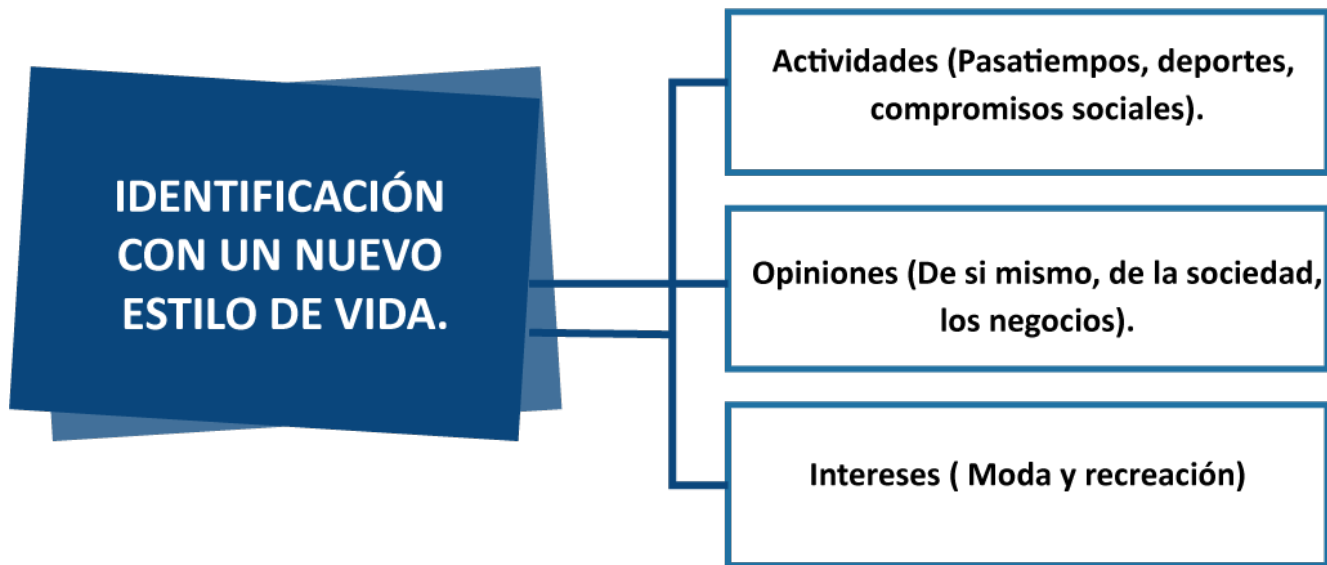 IDENTIFICACIÓN
CON UN NUEVO
ESTILO DE VIDA.
Actividades (Pasatiempos, deportes,
compromisos sociales).
Opiniones (De si mismo, de la sociedad,
los negocios).
Intereses ( Moda y recreación)